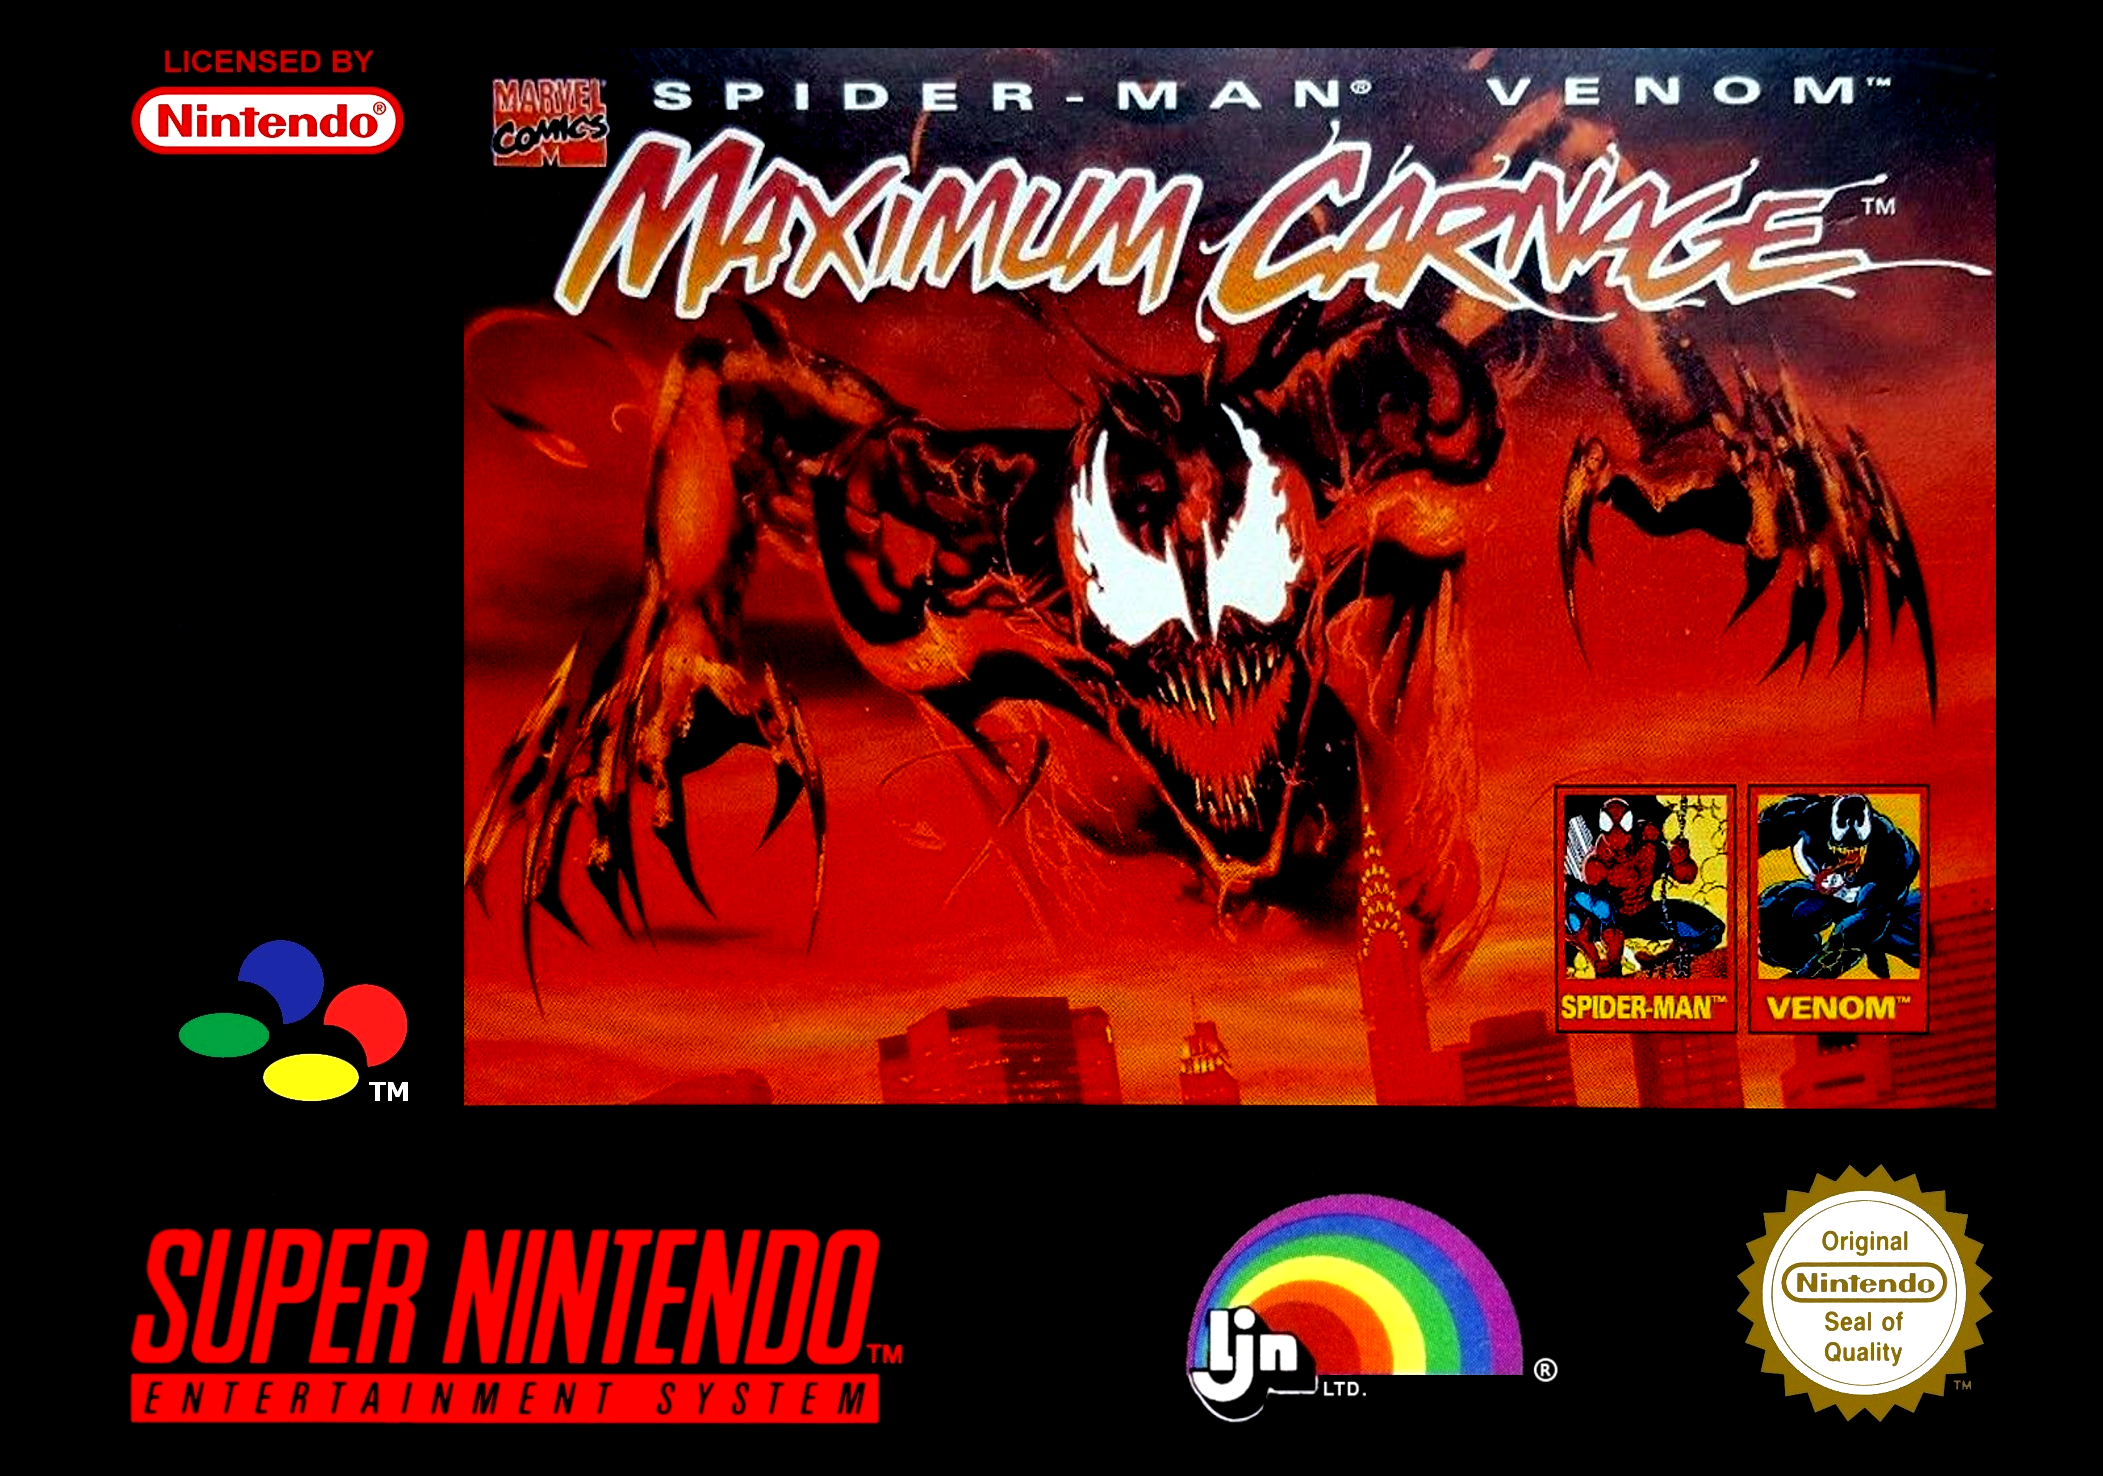 LICENSED BY
Nintendo®
MARVEL
COMICS
M
SPIDER-MAN® VENOM™
MAXIMUM CARNAGE™
SPIDER-MAN™
VENOM™
TM
SUPER NINTENDO™
ENTERTAINMENT SYSTEM
ljn
LTD.
®
Original
Nintendo
Seal of
Quality
TM